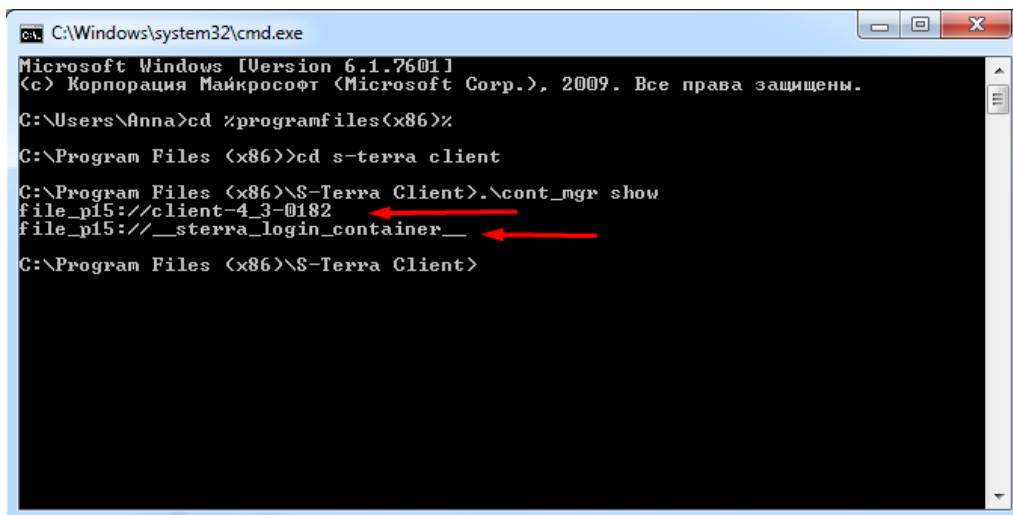 C:\Windows\system32\cmd.exe
Microsoft Windows [Version 6.1.7601]
(c) Корпорация Майкрософт (Microsoft Corp.), 2009. Все права защищены.
C:\Users\Anna>cd %programfiles(x86)%
C:\Program Files (x86)>cd s-terra client
C:\Program Files (x86)\S-Terra Client>.\cont_mgr show
file_p15://client-4_3-0182
file_p15://__sterra_login_container__
C:\Program Files (x86)\S-Terra Client>